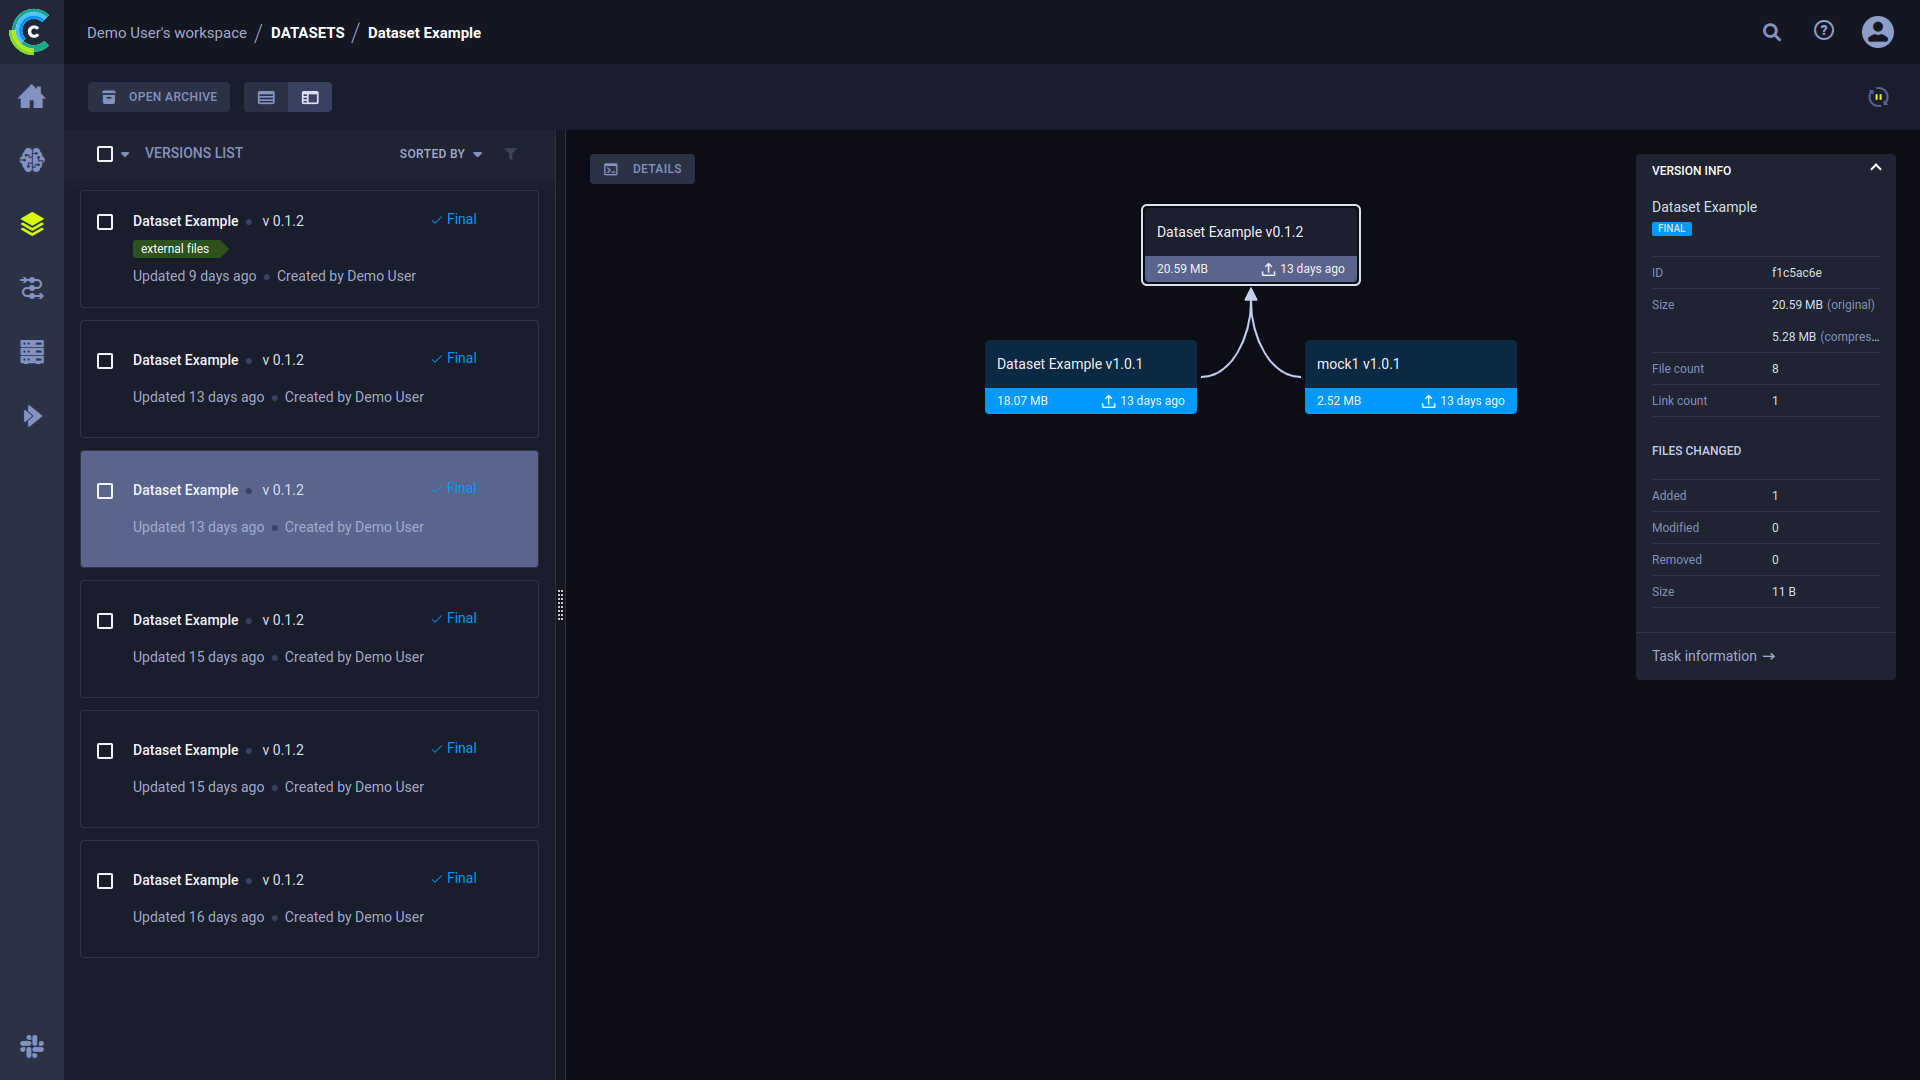 Demo User's workspace / DATASETS / Dataset Example
OPEN ARCHIVE
VERSIONS LIST
SORTED BY
Dataset Example • v 0.1.2
Final
external files
Updated 9 days ago • Created by Demo User
Dataset Example • v 0.1.2
Final
Updated 13 days ago • Created by Demo User
Dataset Example • v 0.1.2
Final
Updated 13 days ago • Created by Demo User
Dataset Example • v 0.1.2
Final
Updated 15 days ago • Created by Demo User
Dataset Example • v 0.1.2
Final
Updated 15 days ago • Created by Demo User
Dataset Example • v 0.1.2
Final
Updated 16 days ago • Created by Demo User
DETAILS
Dataset Example v0.1.2
20.59 MB
13 days ago
Dataset Example v1.0.1
18.07 MB
13 days ago
mock1 v1.0.1
2.52 MB
13 days ago
VERSION INFO
Dataset Example
FINAL
ID f1c5ac6e
Size 20.59 MB (original)
5.28 MB (compres…
File count 8
Link count 1
FILES CHANGED
Added 1
Modified 0
Removed 0
Size 11 B
Task information →